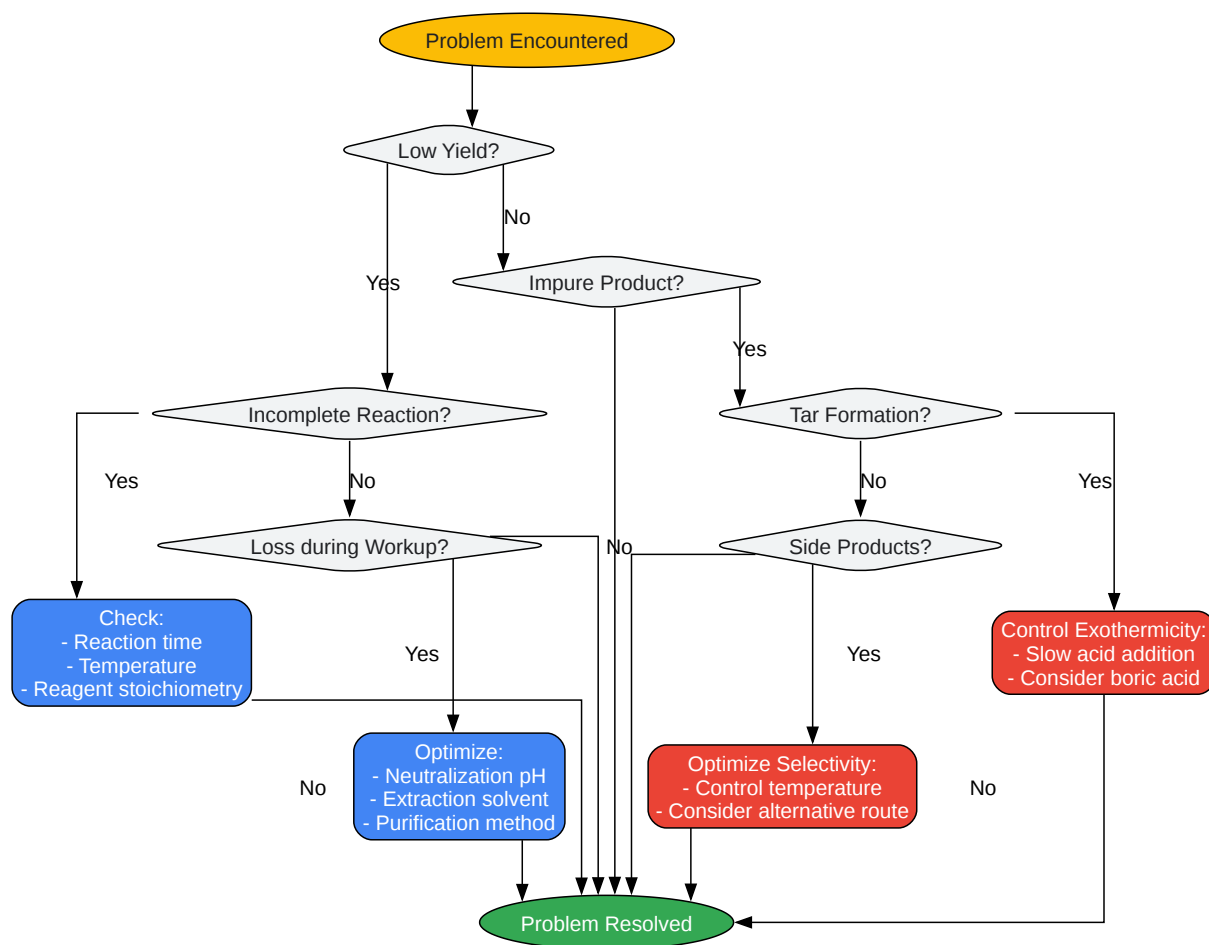 Problem Encountered
Low Yield?
No
Yes
Impure Product?
Yes
Incomplete Reaction?
Tar Formation?
Yes
No
No
Yes
Loss during Workup?
No
Side Products?
Check:
- Reaction time
- Temperature
- Reagent stoichiometry
Yes
Yes
Control Exothermicity:
- Slow acid addition
- Consider boric acid
No
Optimize:
- Neutralization pH
- Extraction solvent
- Purification method
Optimize Selectivity:
- Control temperature
- Consider alternative route
No
Problem Resolved